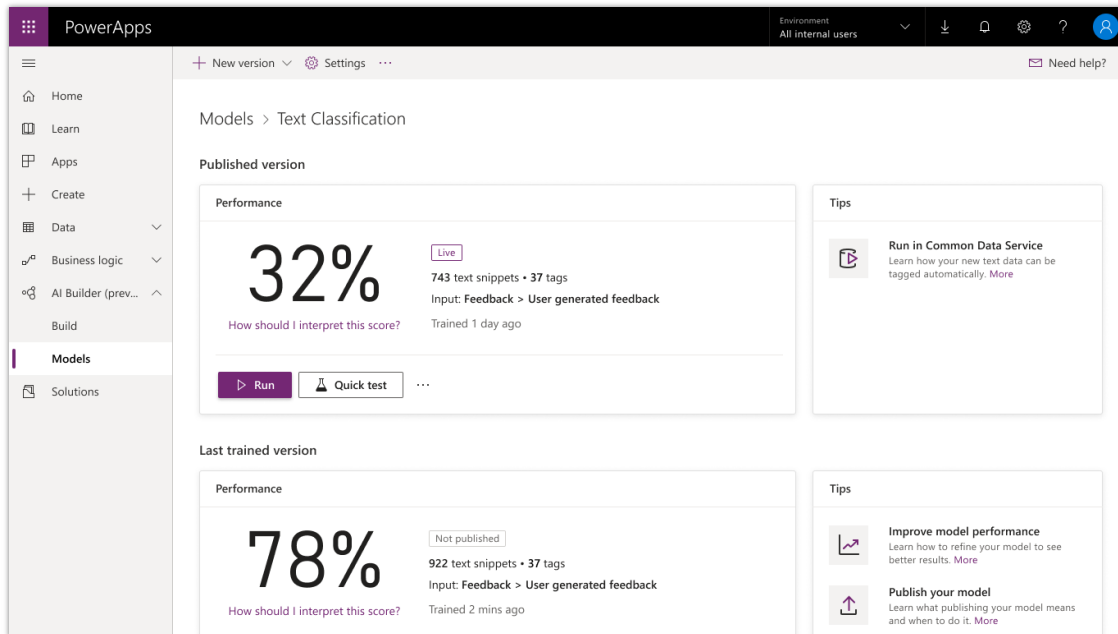 PowerApps
Environment
All internal users
New version
Settings
Need help?
Home
Learn
Apps
Create
Data
Business logic
AI Builder (prev...
Build
Models
Solutions
Models > Text Classification
Published version
Performance
32%
How should I interpret this score?
Live
743 text snippets • 37 tags
Input: Feedback > User generated feedback
Trained 1 day ago
Run
Quick test
Tips
Run in Common Data Service
Learn how your new text data can be
tagged automatically. More
Last trained version
Performance
78%
How should I interpret this score?
Not published
922 text snippets • 37 tags
Input: Feedback > User generated feedback
Trained 2 mins ago
Tips
Improve model performance
Learn how to refine your model to see
better results. More
Publish your model
Learn what publishing your model means
and when to do it. More